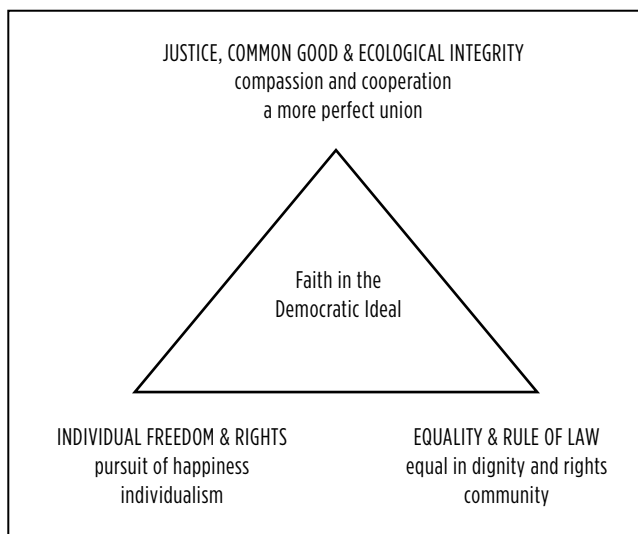 JUSTICE, COMMON GOOD & ECOLOGICAL INTEGRITY
compassion and cooperation
a more perfect union
Faith in the
Democratic Ideal
INDIVIDUAL FREEDOM & RIGHTS
pursuit of happiness
individualism
EQUALITY & RULE OF LAW
equal in dignity and rights
community